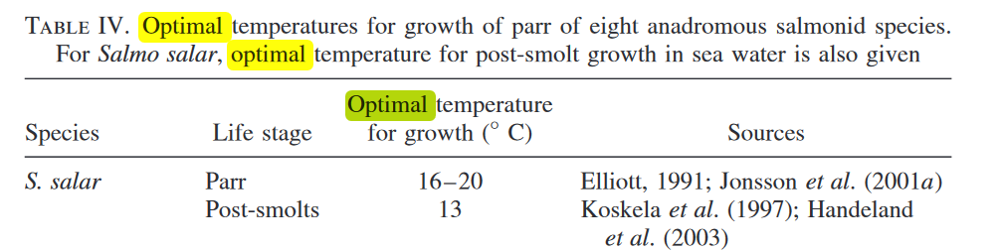 TABLE IV. Optimal temperatures for growth of parr of eight anadromous salmonid species.
For Salmo salar, optimal temperature for post-smolt growth in sea water is also given
Optimal temperature
Species Life stage for growth (° C) Sources
S. salar Parr 16–20 Elliott, 1991; Jonsson et al. (2001a)
Post-smolts 13 Koskela et al. (1997); Handeland
et al. (2003)